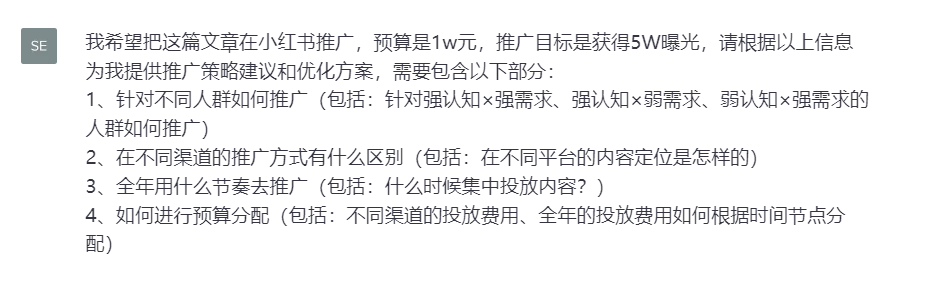 SE
我希望把这篇文章在小红书推广，预算是1w元，推广目标是获得5W曝光，请根据以上信息
为我提供推广策略建议和优化方案，需要包含以下部分：
1、针对不同人群如何推广（包括：针对强认知×强需求、强认知×弱需求、弱认知×强需求的
人群如何推广）
2、在不同渠道的推广方式有什么区别（包括：在不同平台的内容定位是怎样的）
3、全年用什么节奏去推广（包括：什么时候集中投放内容？）
4、如何进行预算分配（包括：不同渠道的投放费用、全年的投放费用如何根据时间节点分
配）